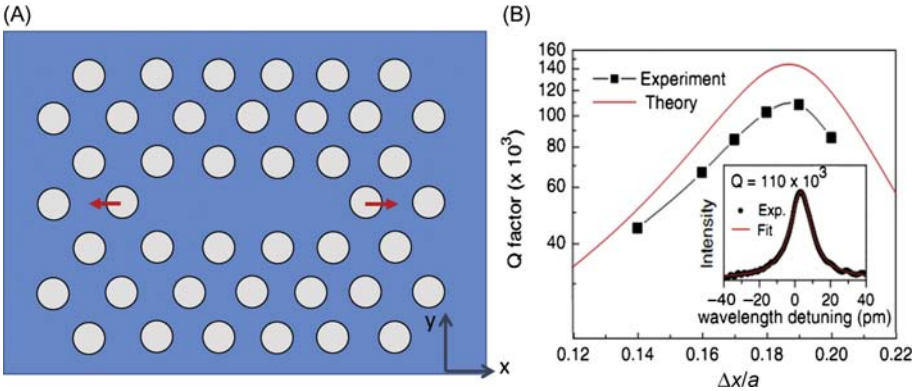 (A)
y
x
(B)
160
140
120
100
80
60
40
Q factor (x 10³)
Experiment
Theory
Q = 110 x 10³
Exp.
Fit
Intensity
−40 −20 0 20 40
wavelength detuning (pm)
0.12 0.14 0.16 0.18 0.20 0.22
Δx/a